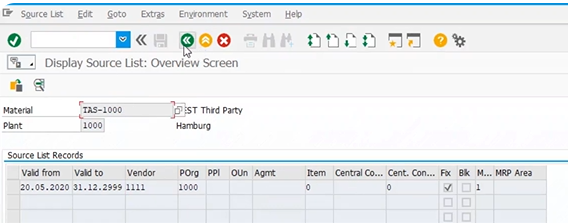 Source List Edit Goto Extras Environment System Help
Display Source List: Overview Screen
Material TAS-1000 EST Third Party
Plant 1000 Hamburg
Source List Records
Valid from Valid to Vendor POrg PPl OUn Agmt Item Central Co... Cent. Con... Fix Blk M... MRP Area
20.05.2020 31.12.2999 1111 1000 0 0 1